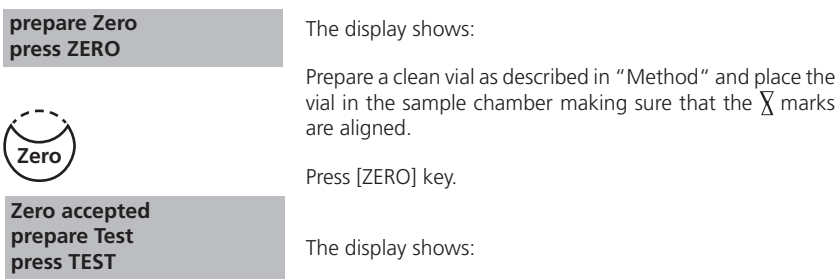 prepare Zero
press ZERO
The display shows:
Prepare a clean vial as described in “Method“ and place the
vial in the sample chamber making sure that the marks
are aligned.
Zero
Press [ZERO] key.
Zero accepted
prepare Test
press TEST
The display shows: